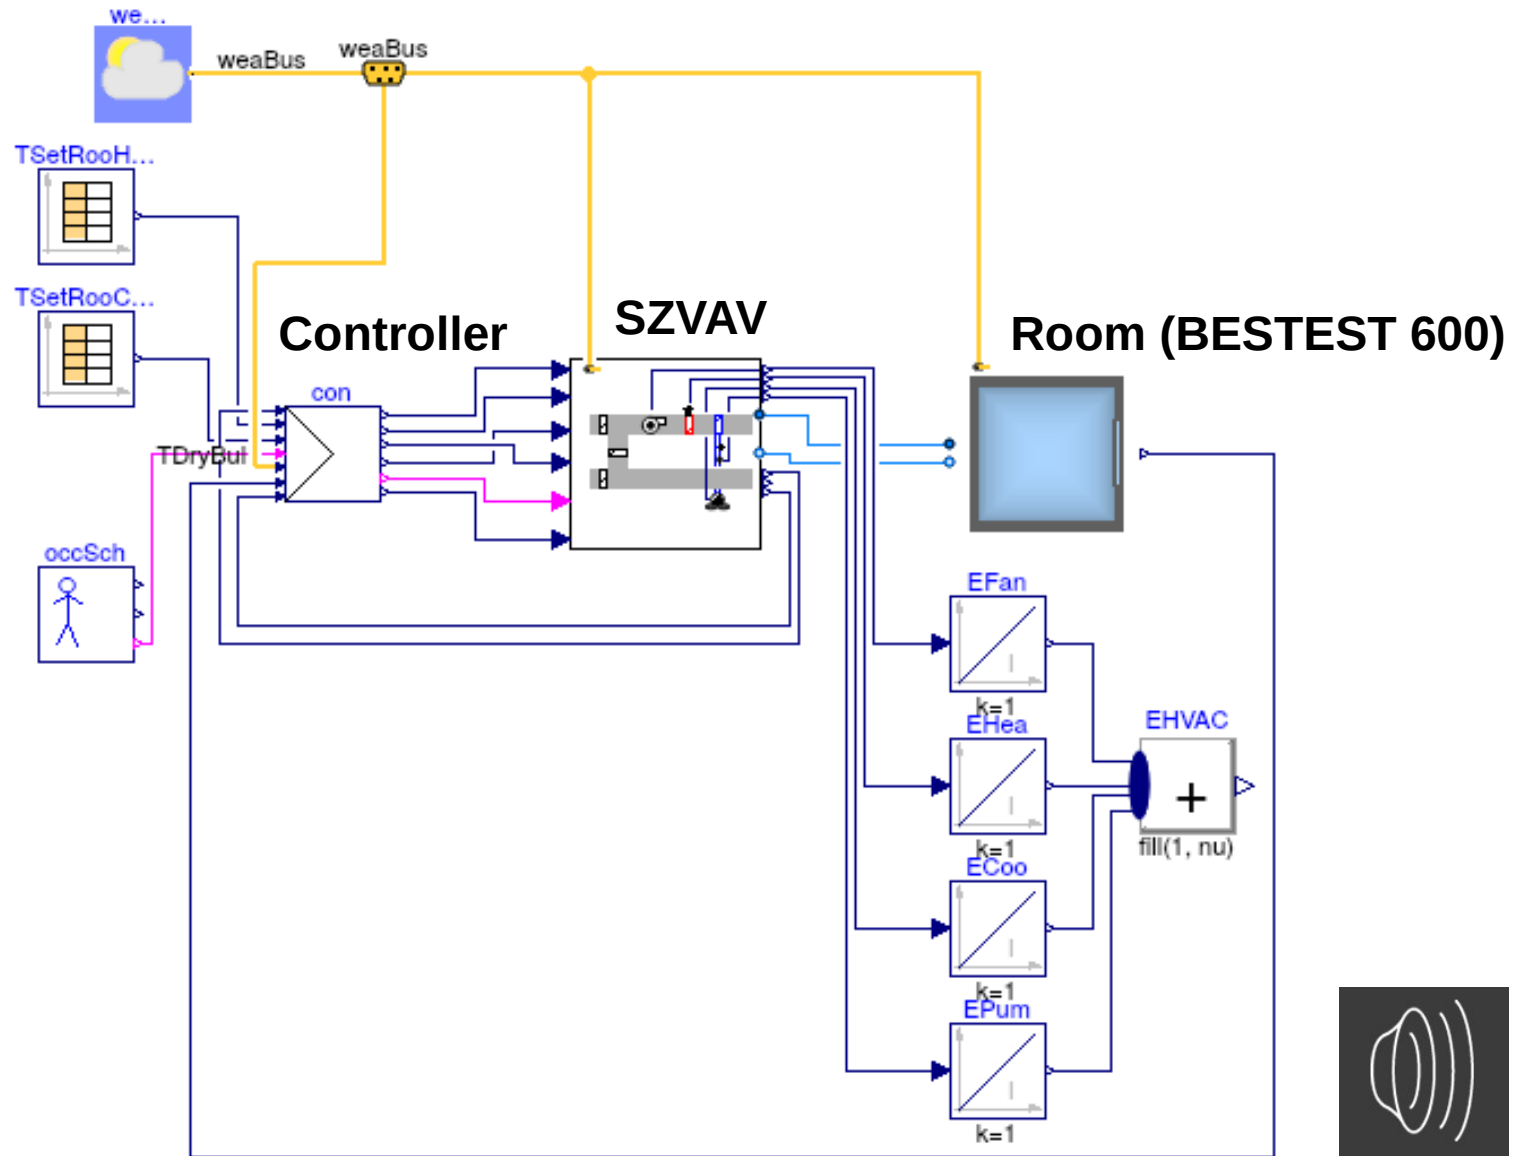 we...
weaBus
weaBus
TSetRooH...
TSetRooC...
Controller
SZVAV
Room (BESTEST 600)
con
TDryBul
occSch
EFan
k=1
EHea
EHVAC
+
fill(1, nu)
k=1
ECoo
k=1
EPum
k=1